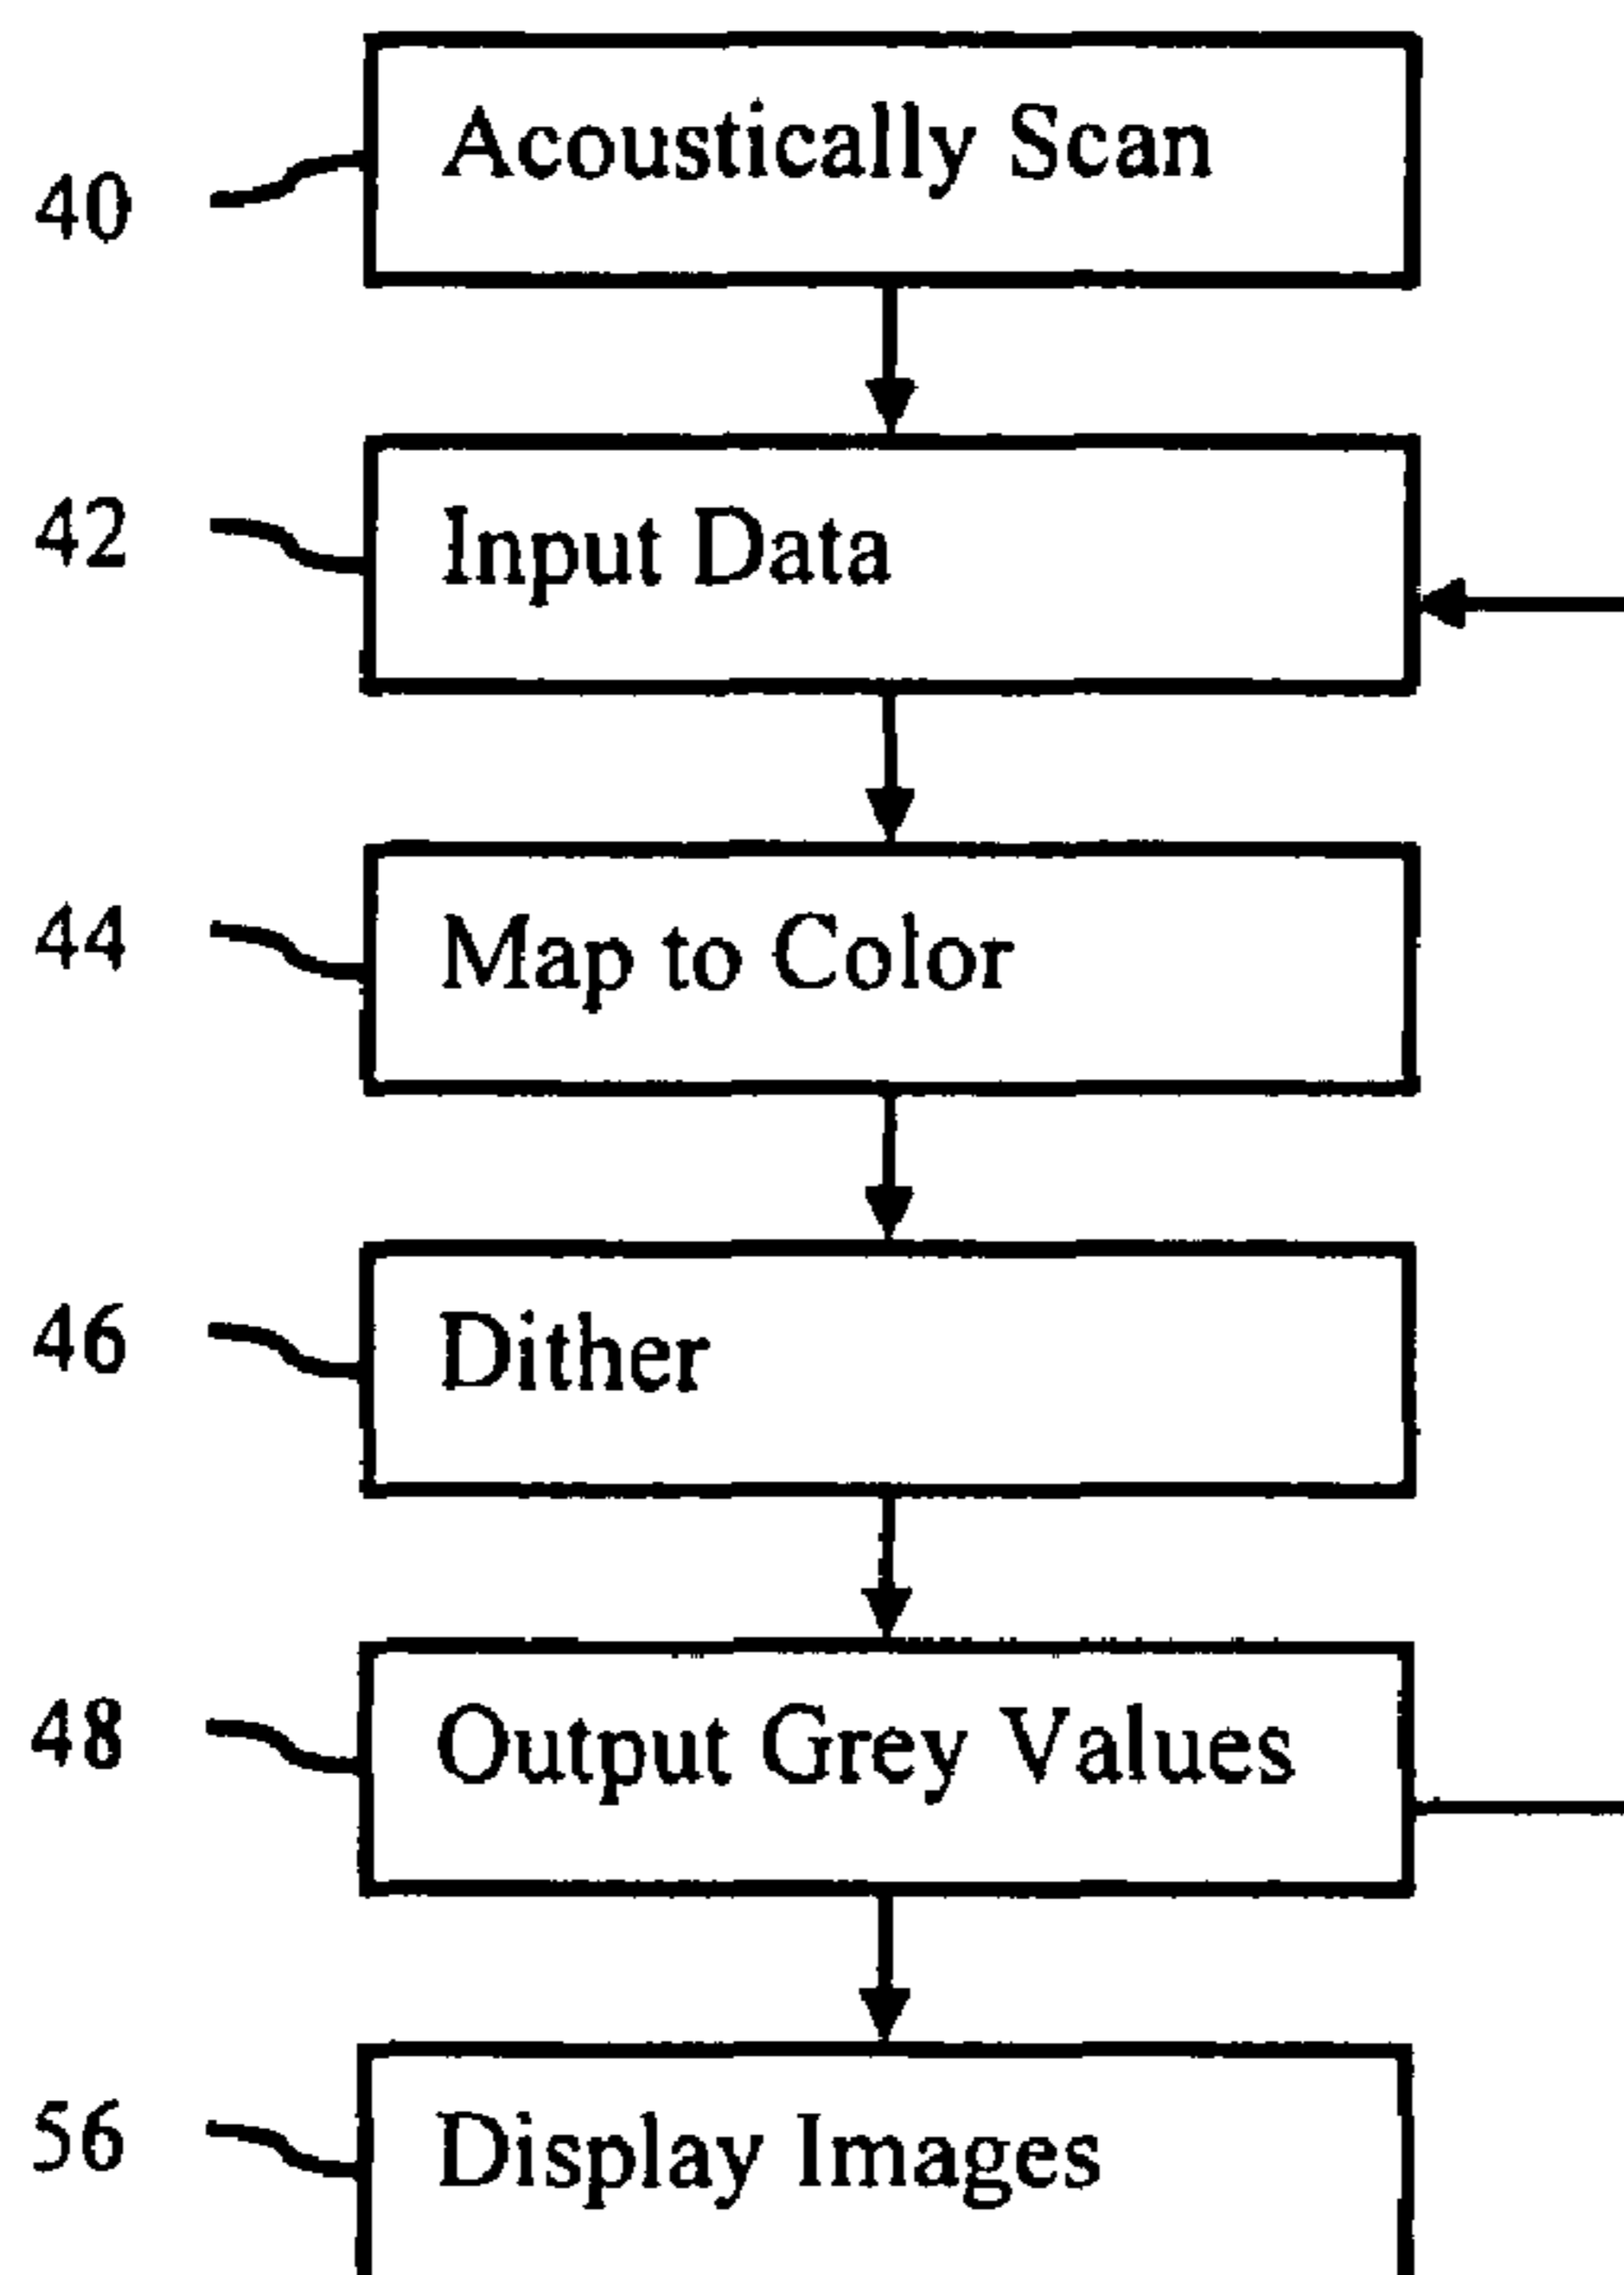 40 Acoustically Scan
42 Input Data
44 Map to Color
46 Dither
48 Output Grey Values
56 Display Images